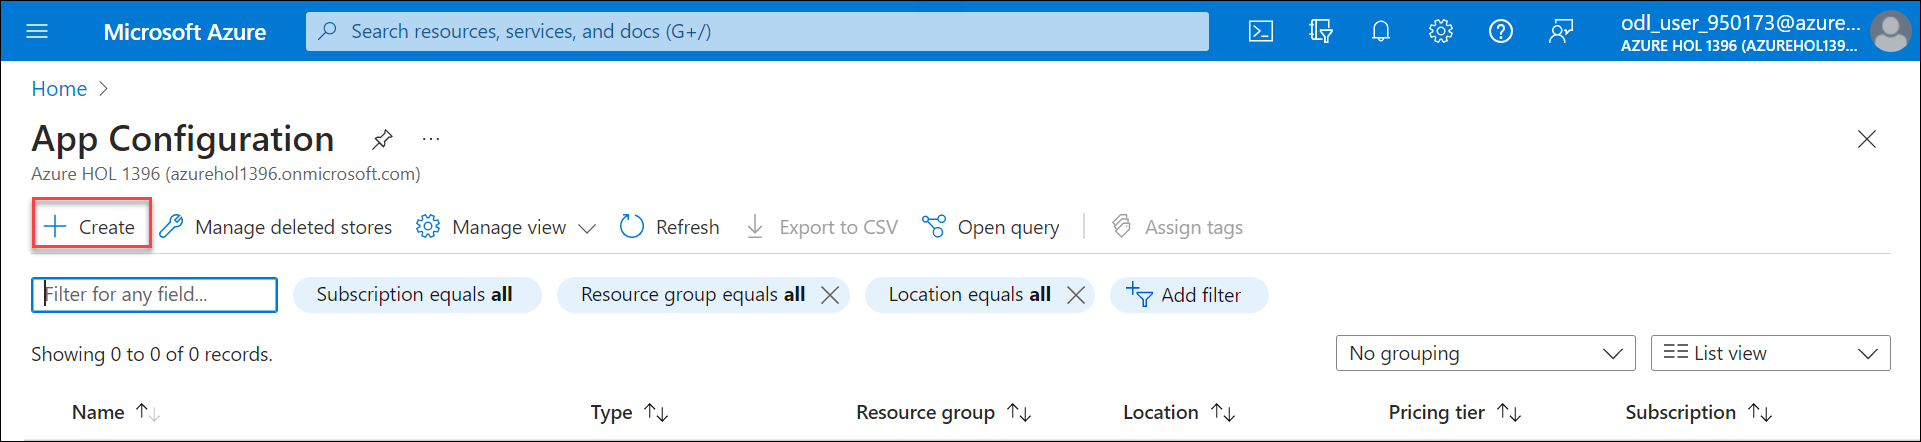 Microsoft Azure
Search resources, services, and docs (G+/)
odl_user_950173@azure...
AZURE HOL 1396 (AZUREHOL139...
Home
App Configuration
...
Azure HOL 1396 (azurehol1396.onmicrosoft.com)
Create
Manage deleted stores
Manage view
Refresh
Export to CSV
Open query
Assign tags
Filter for any field...
Subscription equals all
Resource group equals all
Location equals all
Add filter
Showing 0 to 0 of 0 records.
No grouping
List view
Name
Type
Resource group
Location
Pricing tier
Subscription